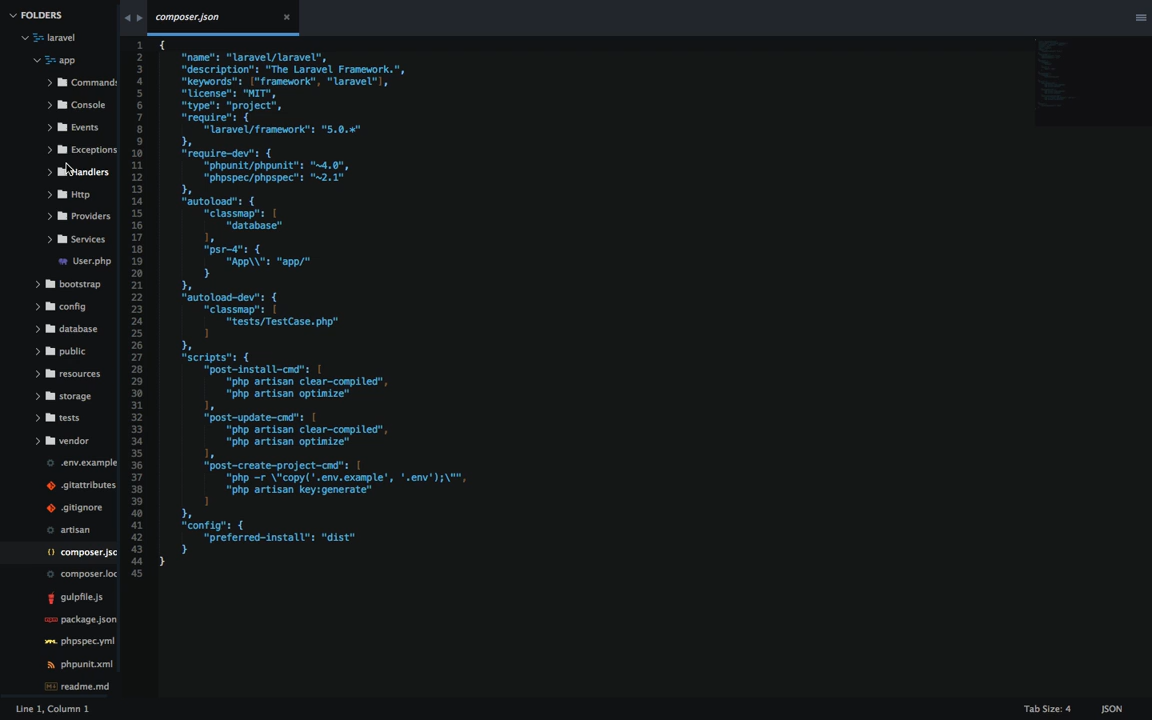 FOLDERS
laravel
app
Commands
Console
Events
Exceptions
Handlers
Http
Providers
Services
User.php
bootstrap
config
database
public
resources
storage
tests
vendor
.env.example
.gitattributes
.gitignore
artisan
composer.jsc
composer.loc
gulpfile.js
package.json
phpspec.yml
phpunit.xml
readme.md
composer.json
1 {
2 "name": "laravel/laravel",
3 "description": "The Laravel Framework.",
4 "keywords": ["framework", "laravel"],
5 "license": "MIT",
6 "type": "project",
7 "require": {
8 "laravel/framework": "5.0.*"
9 },
10 "require-dev": {
11 "phpunit/phpunit": "~4.0",
12 "phpspec/phpspec": "~2.1"
13 },
14 "autoload": {
15 "classmap": [
16 "database"
17 ],
18 "psr-4": {
19 "App\\": "app/"
20 }
21 },
22 "autoload-dev": {
23 "classmap": [
24 "tests/TestCase.php"
25 ]
26 },
27 "scripts": {
28 "post-install-cmd": [
29 "php artisan clear-compiled",
30 "php artisan optimize"
31 ],
32 "post-update-cmd": [
33 "php artisan clear-compiled",
34 "php artisan optimize"
35 ],
36 "post-create-project-cmd": [
37 "php -r \"copy('.env.example', '.env');\"",
38 "php artisan key:generate"
39 ]
40 },
41 "config": {
42 "preferred-install": "dist"
43 }
44 }
45
Line 1, Column 1
Tab Size: 4
JSON